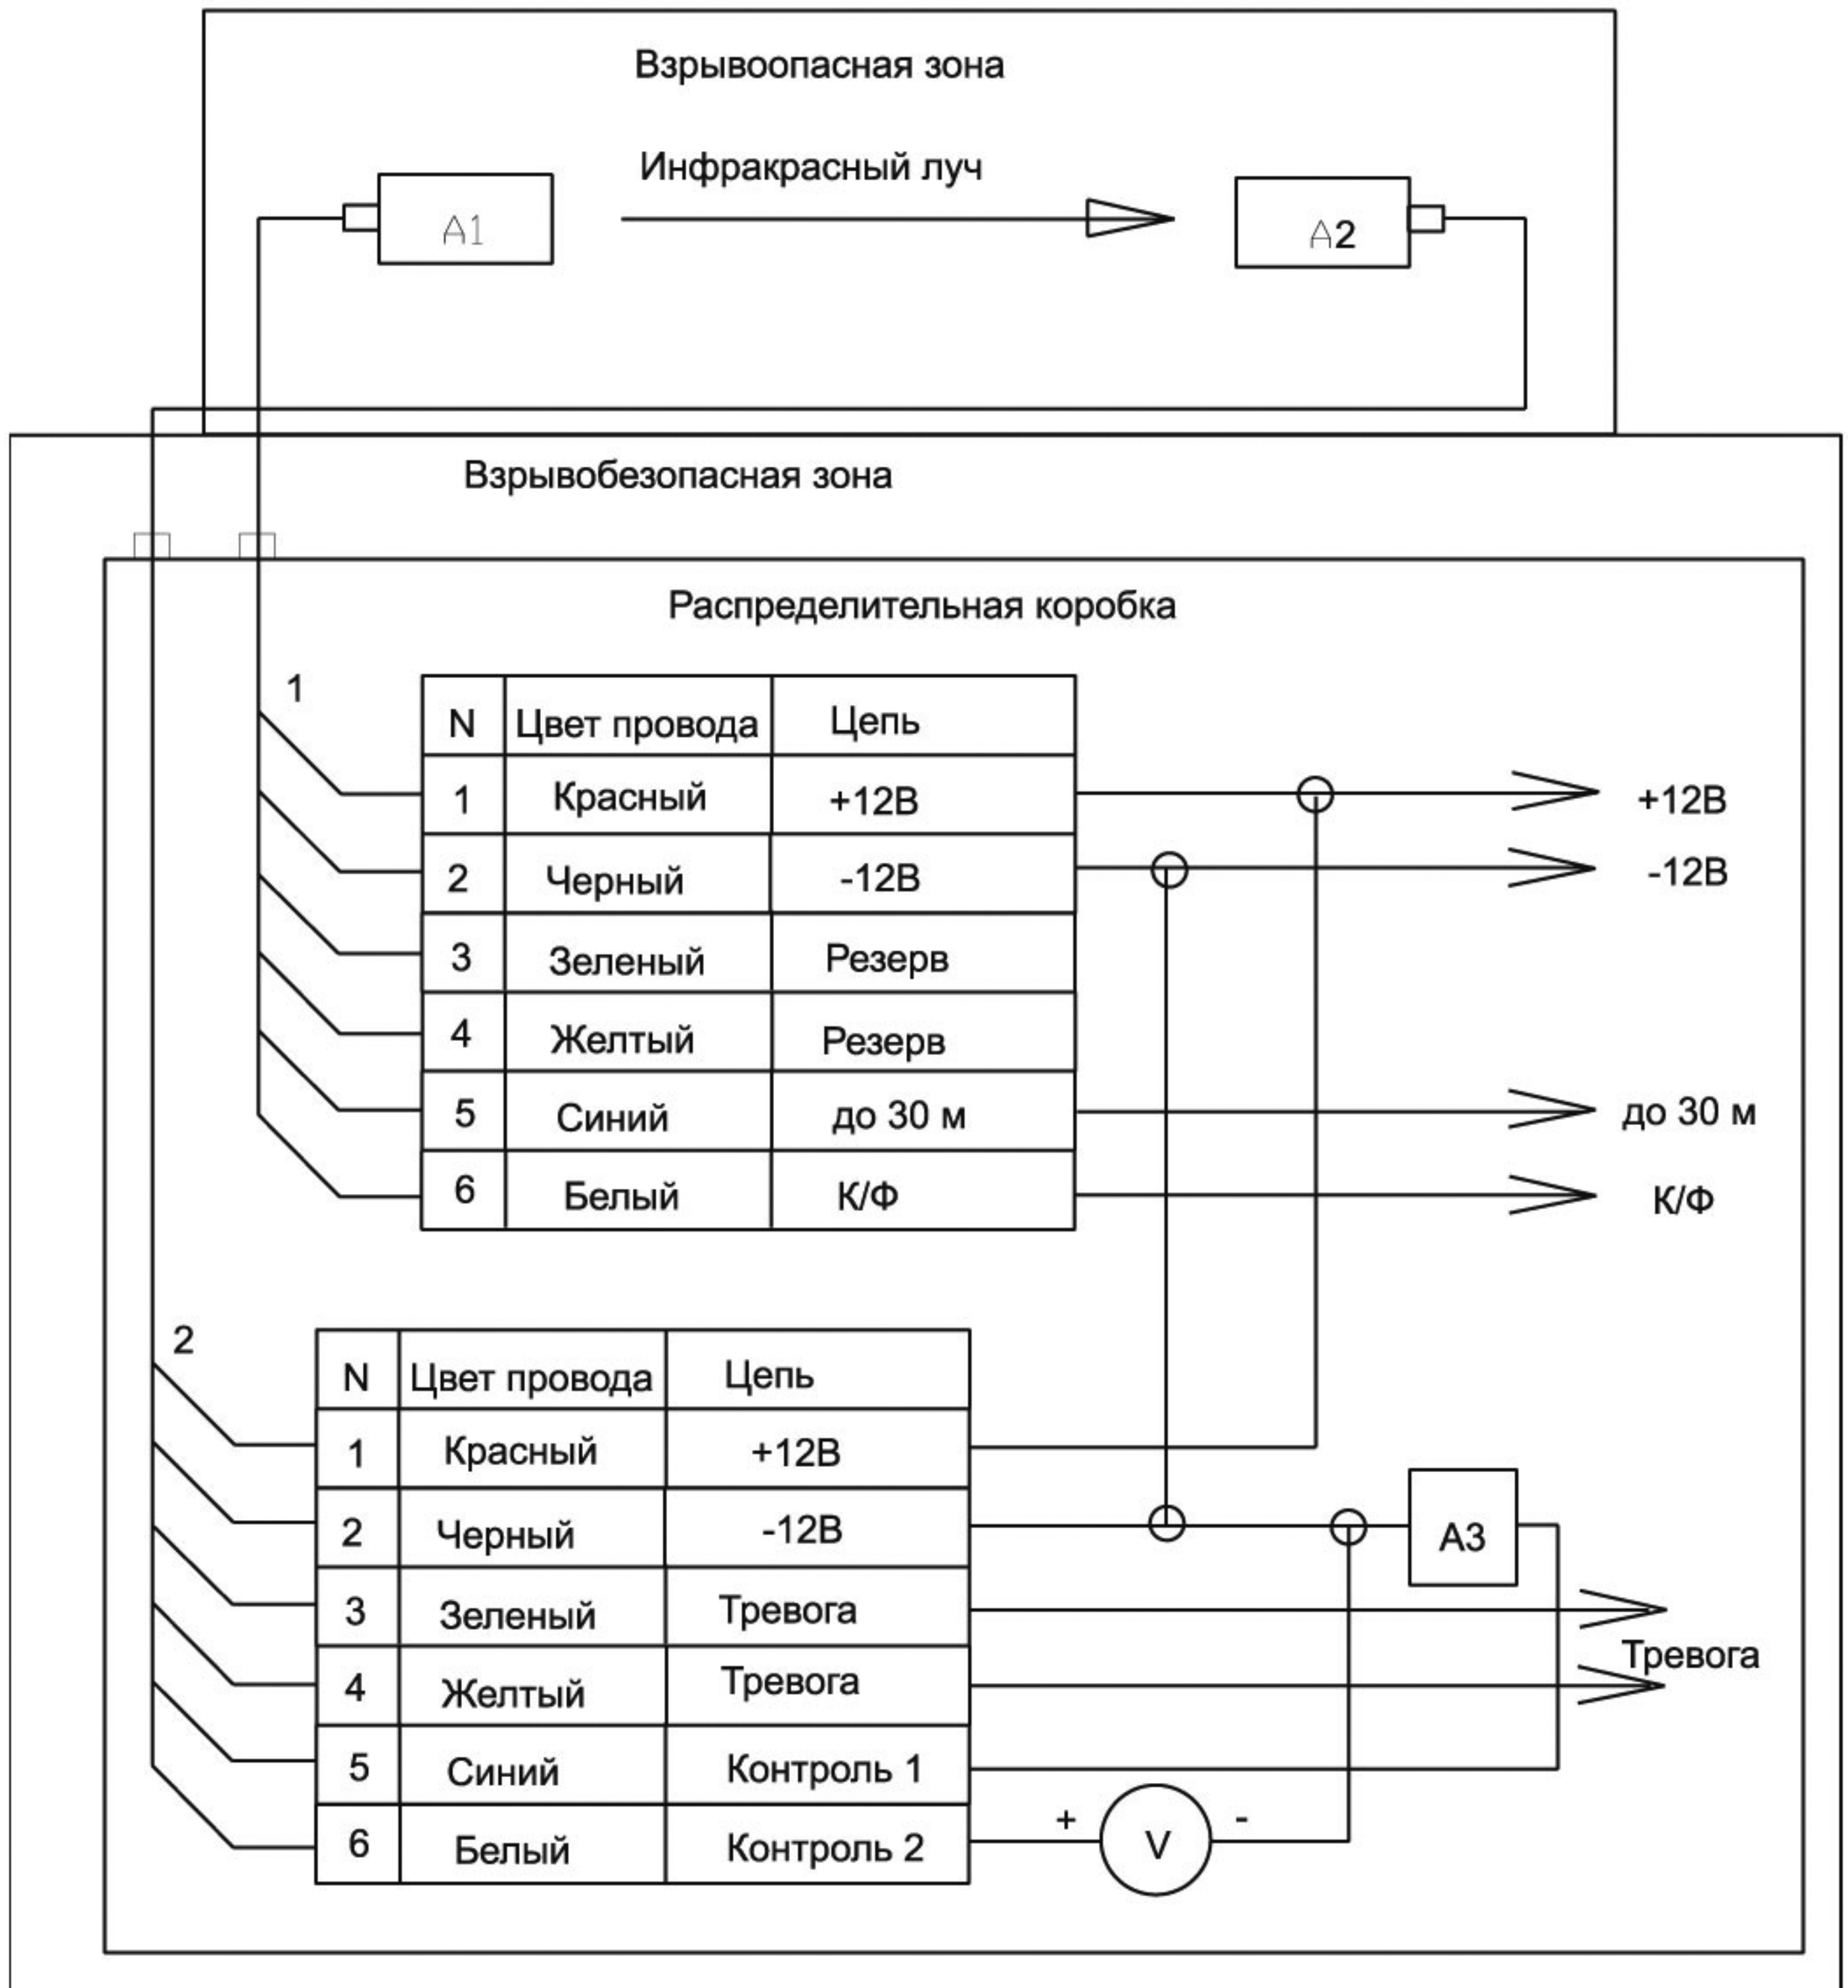 Взрывоопасная зона
Инфракрасный луч
A1
A2
Взрывобезопасная зона
Распределительная коробка
1
N Цвет провода Цепь
1 Красный +12В +12В
2 Черный -12В -12В
3 Зеленый Резерв
4 Желтый Резерв
5 Синий до 30 м до 30 м
6 Белый К/Ф К/Ф
2
N Цвет провода Цепь
1 Красный +12В
2 Черный -12В А3
3 Зеленый Тревога
Тревога
4 Желтый Тревога
5 Синий Контроль 1
6 Белый Контроль 2 + V -